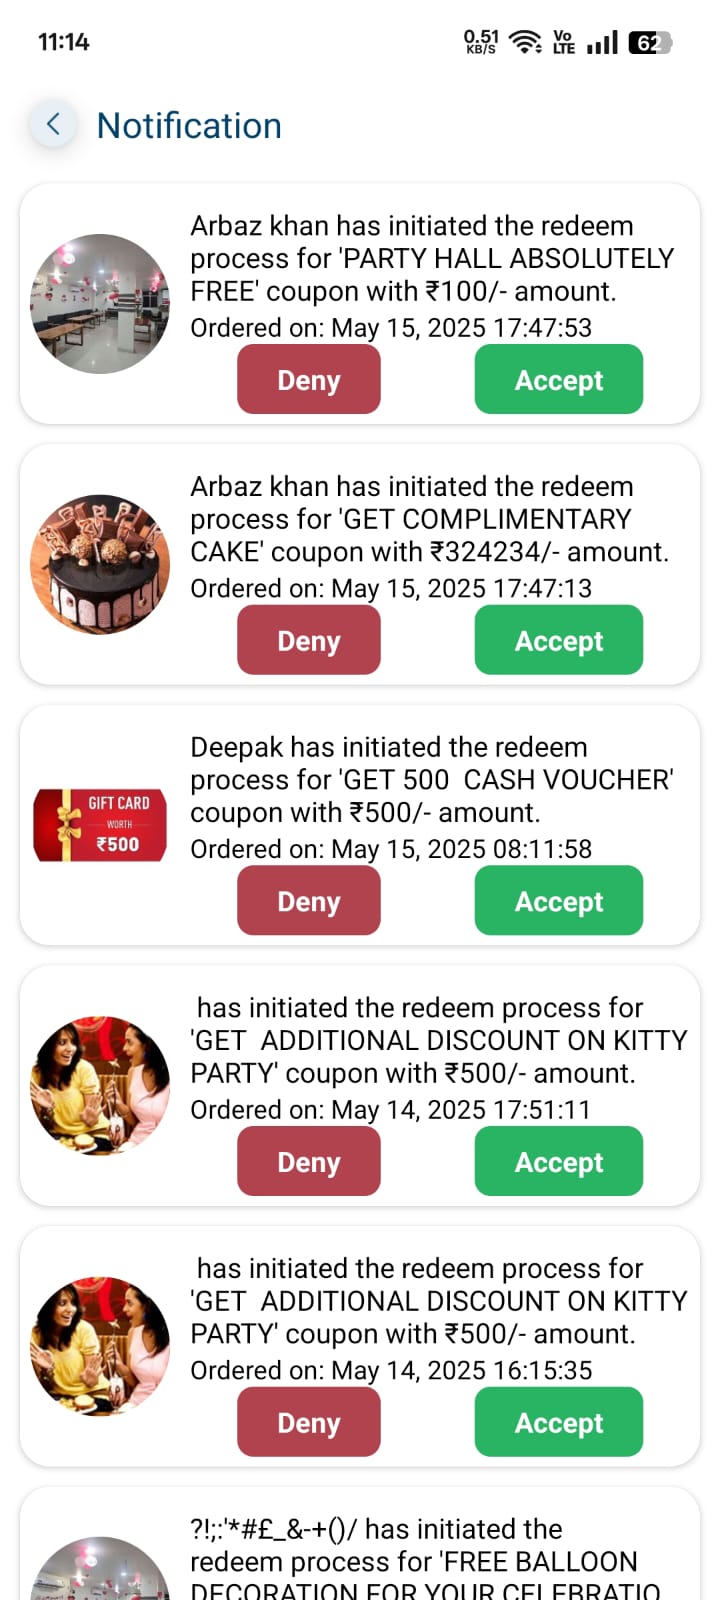 11:14
0.51
KB/S
Vo
LTE
62
Notification
Arbaz khan has initiated the redeem
process for 'PARTY HALL ABSOLUTELY
FREE' coupon with ₹100/- amount.
Ordered on: May 15, 2025 17:47:53
Deny
Accept
Arbaz khan has initiated the redeem
process for 'GET COMPLIMENTARY
CAKE' coupon with ₹324234/- amount.
Ordered on: May 15, 2025 17:47:13
Deny
Accept
GIFT CARD
WORTH
₹500
Deepak has initiated the redeem
process for 'GET 500  CASH VOUCHER'
coupon with ₹500/- amount.
Ordered on: May 15, 2025 08:11:58
Deny
Accept
has initiated the redeem process for
'GET  ADDITIONAL DISCOUNT ON KITTY
PARTY' coupon with ₹500/- amount.
Ordered on: May 14, 2025 17:51:11
Deny
Accept
has initiated the redeem process for
'GET  ADDITIONAL DISCOUNT ON KITTY
PARTY' coupon with ₹500/- amount.
Ordered on: May 14, 2025 16:15:35
Deny
Accept
?!;:'*#£_&-+()/ has initiated the
redeem process for 'FREE BALLOON
DECORATION FOR YOUR CELEBRATIO